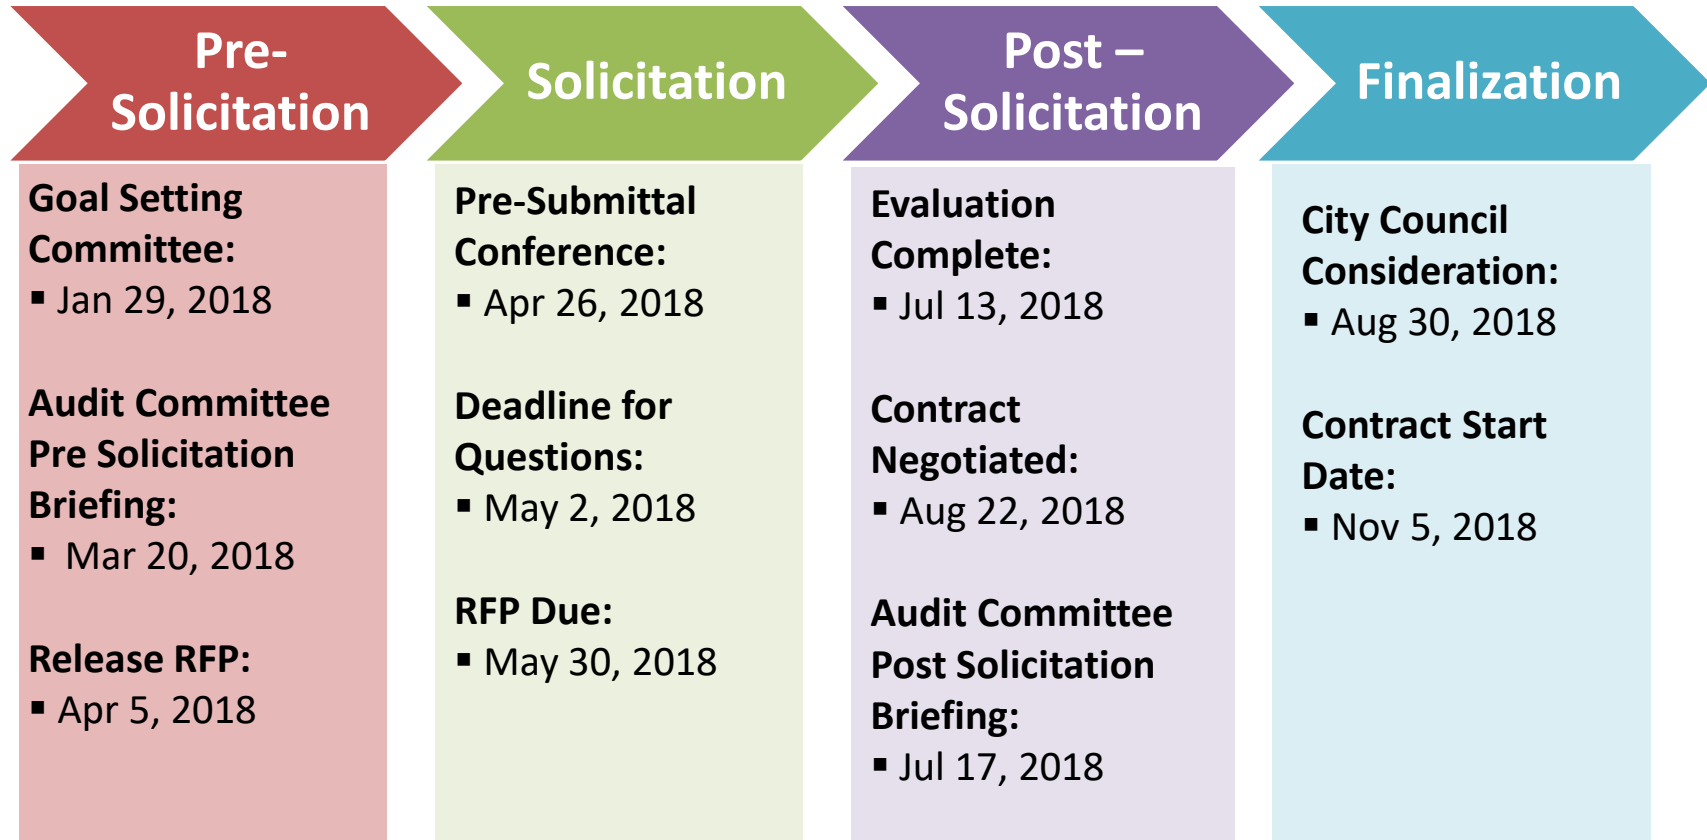 Pre-
Solicitation
Solicitation
Post –
Solicitation
Finalization
Goal Setting
Committee:
▪ Jan 29, 2018
Audit Committee
Pre Solicitation
Briefing:
▪ Mar 20, 2018
Release RFP:
▪ Apr 5, 2018
Pre-Submittal
Conference:
▪ Apr 26, 2018
Deadline for
Questions:
▪ May 2, 2018
RFP Due:
▪ May 30, 2018
Evaluation
Complete:
▪ Jul 13, 2018
Contract
Negotiated:
▪ Aug 22, 2018
Audit Committee
Post Solicitation
Briefing:
▪ Jul 17, 2018
City Council
Consideration:
▪ Aug 30, 2018
Contract Start
Date:
▪ Nov 5, 2018